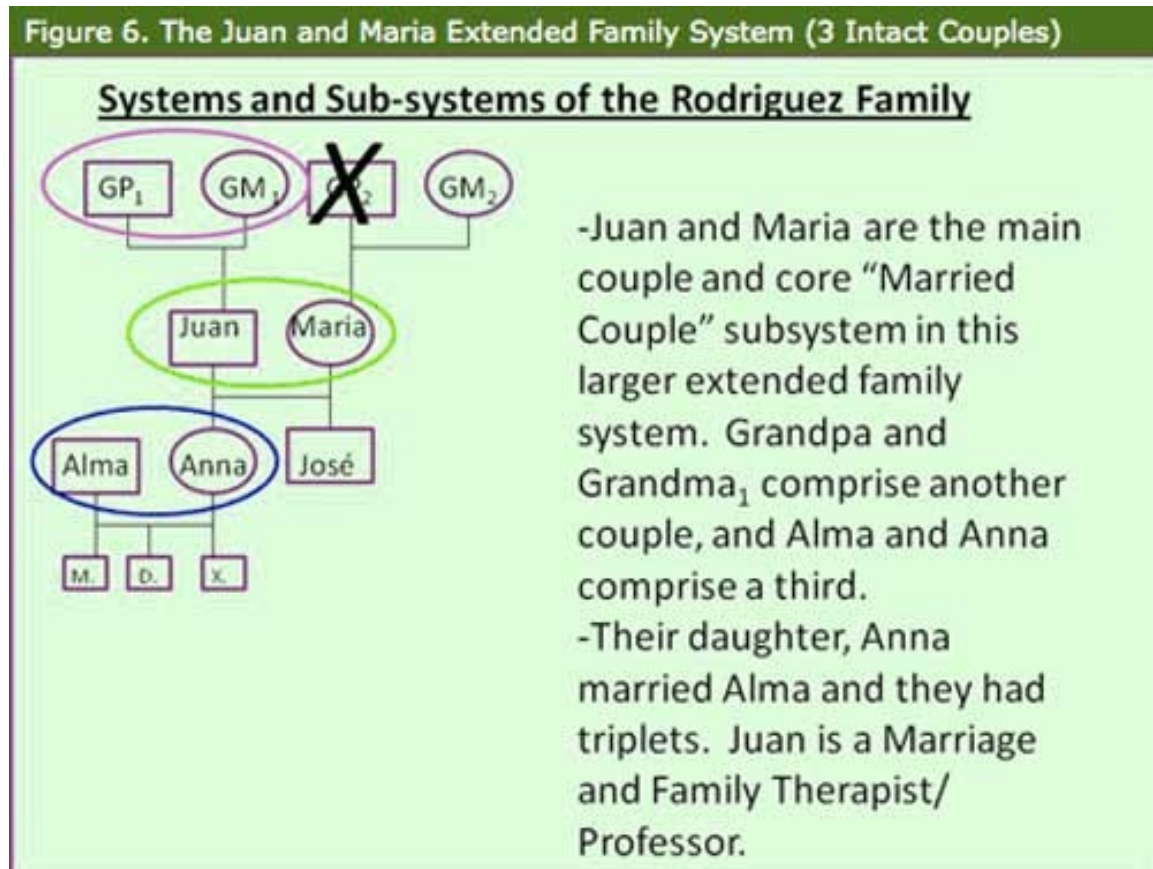 Figure 6. The Juan and Maria Extended Family System (3 Intact Couples)
Systems and Sub-systems of the Rodriguez Family
GP₁ GM₁ X ₂ GM₂
Juan Maria
Alma Anna José
M. D. X.
-Juan and Maria are the main
couple and core “Married
Couple” subsystem in this
larger extended family
system. Grandpa and
Grandma₁ comprise another
couple, and Alma and Anna
comprise a third.
-Their daughter, Anna
married Alma and they had
triplets. Juan is a Marriage
and Family Therapist/
Professor.